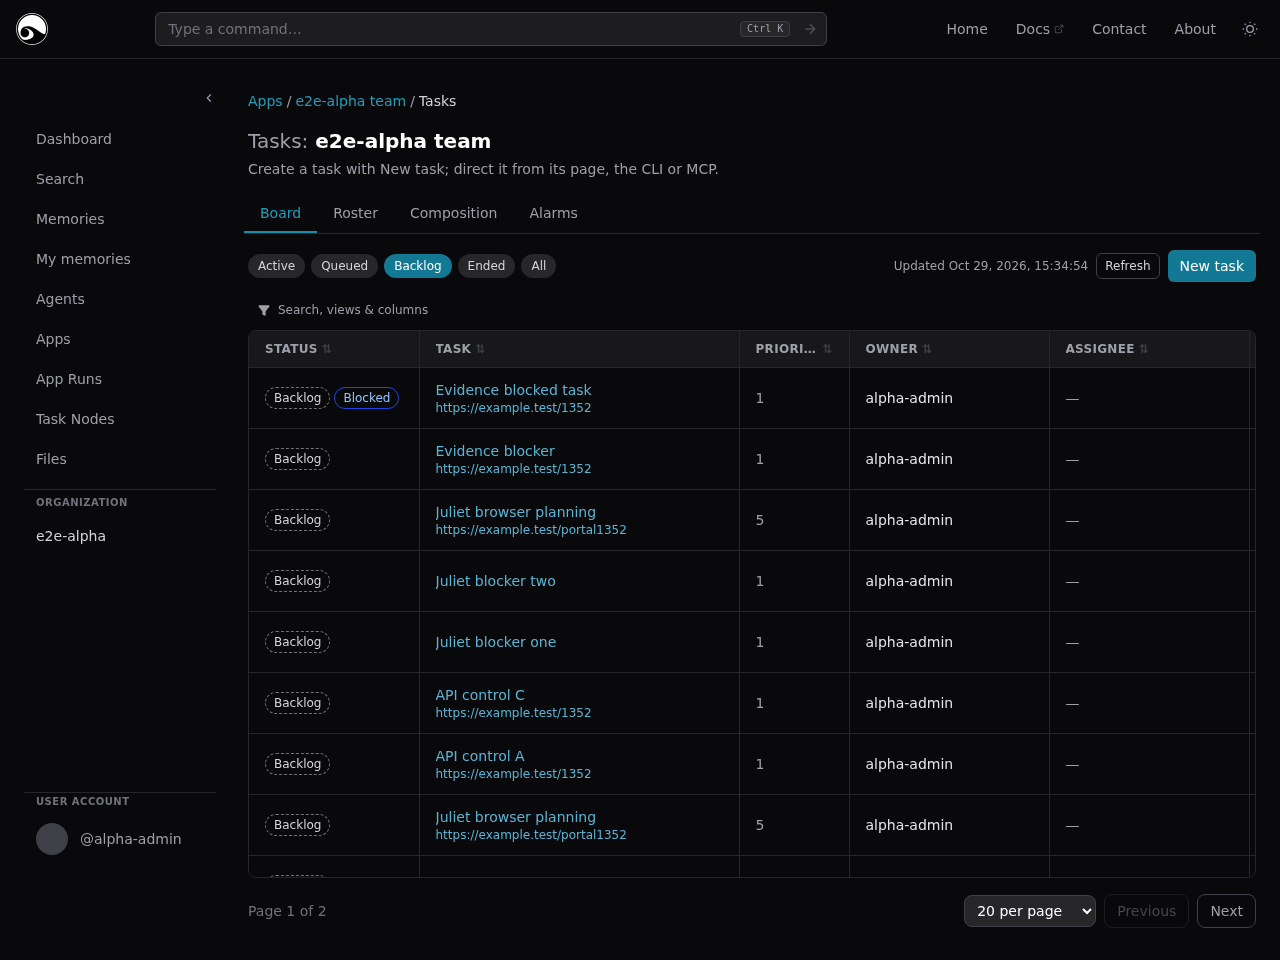 Type a command...
Ctrl K
Home
Docs
Contact
About
Dashboard
Search
Memories
My memories
Agents
Apps
App Runs
Task Nodes
Files
ORGANIZATION
e2e-alpha
USER ACCOUNT
@alpha-admin
Apps / e2e-alpha team / Tasks
Tasks: e2e-alpha team
Create a task with New task; direct it from its page, the CLI or MCP.
Board Roster Composition Alarms
Active Queued Backlog Ended All
Updated Oct 29, 2026, 15:34:54 Refresh New task
Search, views & columns
STATUS TASK PRIORI... OWNER ASSIGNEE
Backlog Blocked Evidence blocked task 1 alpha-admin —
https://example.test/1352
Backlog Evidence blocker 1 alpha-admin —
https://example.test/1352
Backlog Juliet browser planning 5 alpha-admin —
https://example.test/portal1352
Backlog Juliet blocker two 1 alpha-admin —
Backlog Juliet blocker one 1 alpha-admin —
Backlog API control C 1 alpha-admin —
https://example.test/1352
Backlog API control A 1 alpha-admin —
https://example.test/1352
Backlog Juliet browser planning 5 alpha-admin —
https://example.test/portal1352
Page 1 of 2
20 per page Previous Next